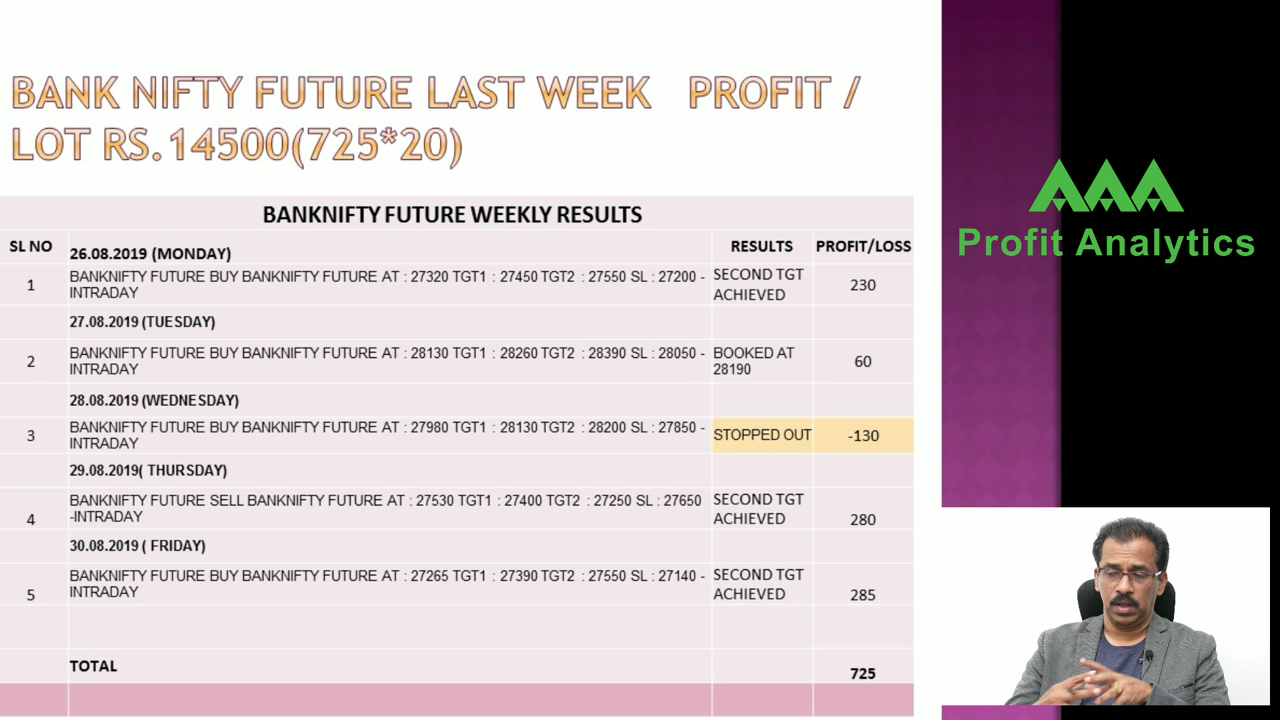 BANK NIFTY FUTURE LAST WEEK PROFIT /
LOT RS.14500(725*20)
AAA
Profit Analytics
BANKNIFTY FUTURE WEEKLY RESULTS
SL NO 26.08.2019 (MONDAY) RESULTS PROFIT/LOSS
1 BANKNIFTY FUTURE BUY BANKNIFTY FUTURE AT : 27320 TGT1 : 27450 TGT2 : 27550 SL : 27200 - SECOND TGT 230
INTRADAY ACHIEVED
27.08.2019 (TUESDAY)
2 BANKNIFTY FUTURE BUY BANKNIFTY FUTURE AT : 28130 TGT1 : 28260 TGT2 : 28390 SL : 28050 - BOOKED AT 60
INTRADAY 28190
28.08.2019 (WEDNESDAY)
3 BANKNIFTY FUTURE BUY BANKNIFTY FUTURE AT : 27980 TGT1 : 28130 TGT2 : 28200 SL : 27850 - STOPPED OUT -130
INTRADAY
29.08.2019( THURSDAY)
4 BANKNIFTY FUTURE SELL BANKNIFTY FUTURE AT : 27530 TGT1 : 27400 TGT2 : 27250 SL : 27650 SECOND TGT 280
-INTRADAY ACHIEVED
30.08.2019 ( FRIDAY)
5 BANKNIFTY FUTURE BUY BANKNIFTY FUTURE AT : 27265 TGT1 : 27390 TGT2 : 27550 SL : 27140 - SECOND TGT 285
INTRADAY ACHIEVED
TOTAL 725